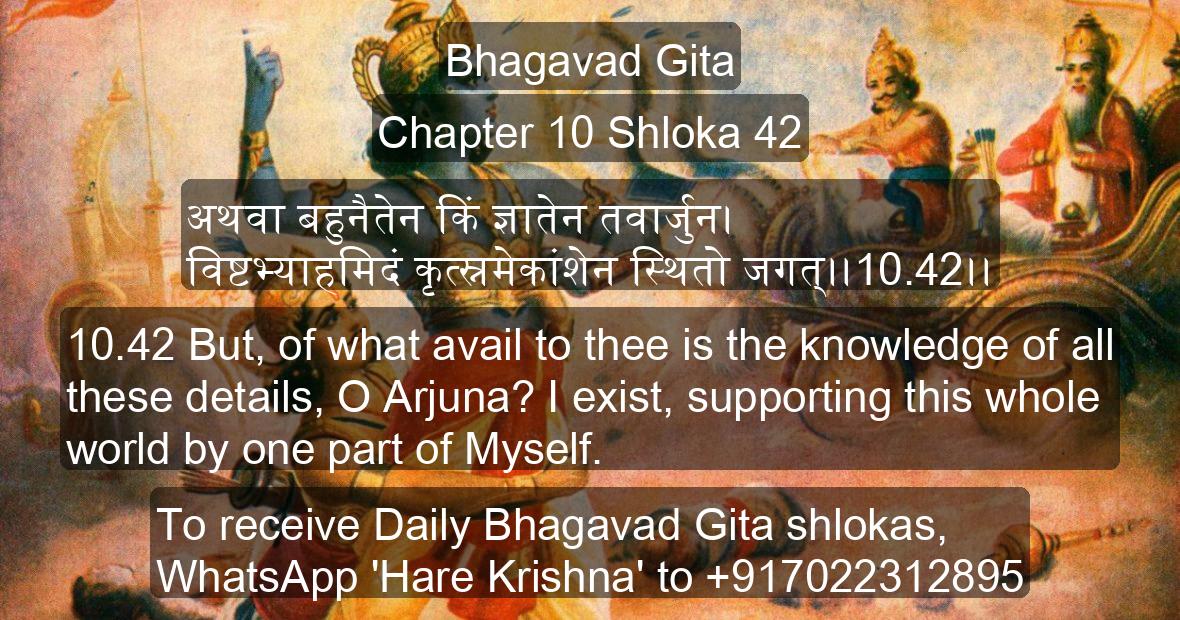 Bhagavad Gita
Chapter 10 Shloka 42
अथवा बहुनैतेन किं ज्ञातेन तवार्जुन।
विष्टभ्याहमिदं कृत्स्नमेकांशेन स्थितो जगत्।।10.42।।
10.42 But, of what avail to thee is the knowledge of all
these details, O Arjuna? I exist, supporting this whole
world by one part of Myself.
To receive Daily Bhagavad Gita shlokas,
WhatsApp 'Hare Krishna' to +917022312895